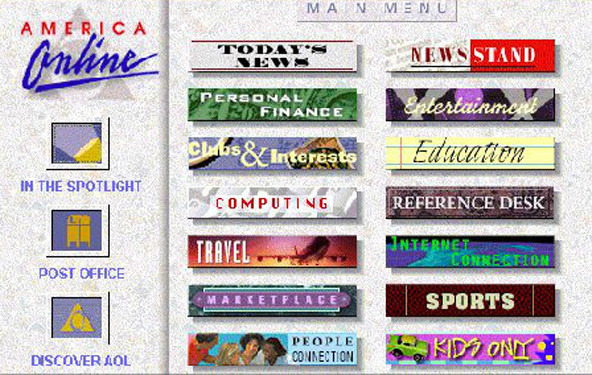 MAIN MENU
AMERICA
Online
IN THE SPOTLIGHT
POST OFFICE
DISCOVER AOL
TODAY'S
NEWS
NEWSSTAND
PERSONAL
FINANCE
Entertainment
Clubs & Interests
Education
COMPUTING
REFERENCE DESK
TRAVEL
INTERNET
CONNECTION
MARKETPLACE
SPORTS
PEOPLE
CONNECTION
KIDS ONLY